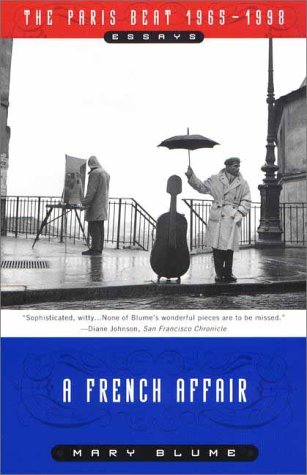 THE PARIS BEAT 1965-1998
ESSAYS
"Sophisticated, witty...None of Blume's wonderful pieces are to be missed."
—Diane Johnson, San Francisco Chronicle
A FRENCH AFFAIR
MARY BLUME